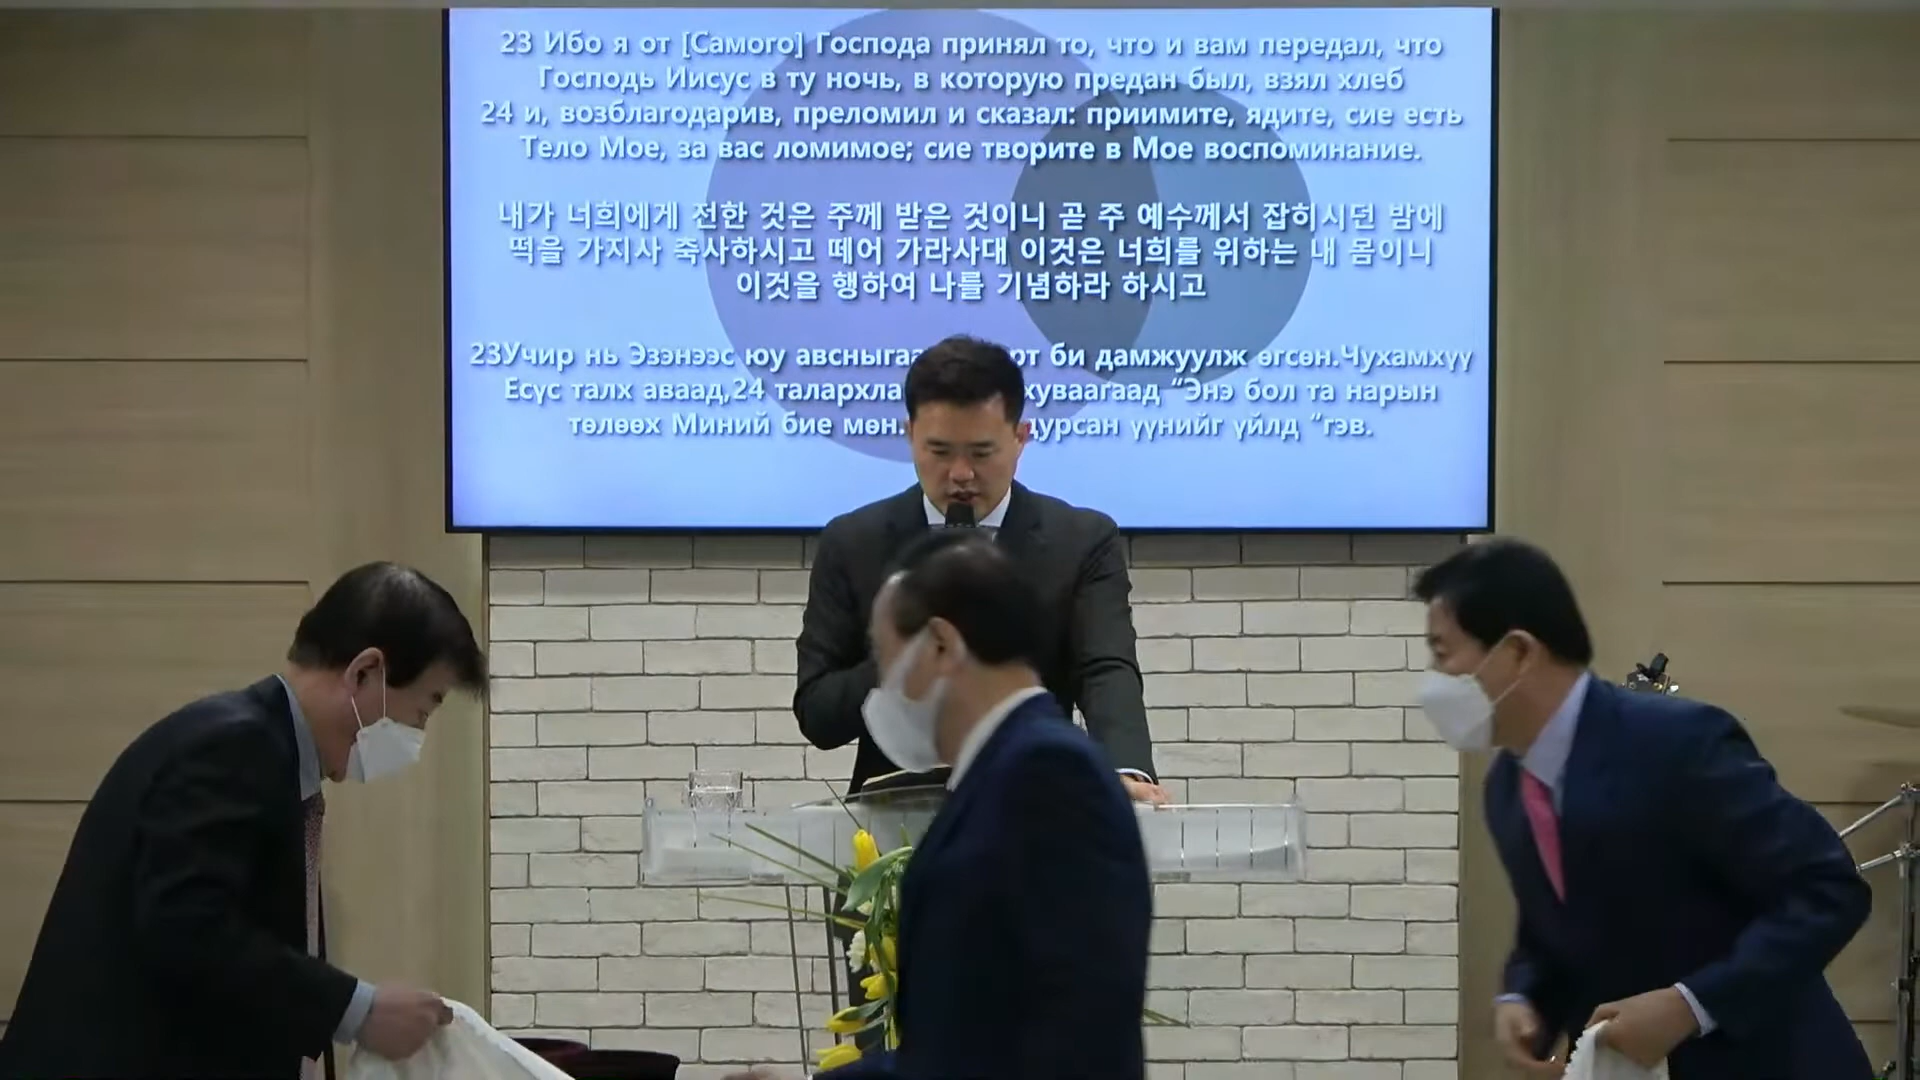 23 Ибо я от [Самого] Господа принял то, что и вам передал, что
Господь Иисус в ту ночь, в которую предан был, взял хлеб
24 и, возблагодарив, преломил и сказал: приимите, ядите, сие есть
Тело Мое, за вас ломимое; сие творите в Мое воспоминание.
내가 너희에게 전한 것은 주께 받은 것이니 곧 주 예수께서 잡히시던 밤에
떡을 가지사 축사하시고 떼어 가라사대 이것은 너희를 위하는 내 몸이니
이것을 행하여 나를 기념하라 하시고
23Учир нь Эзэнээс юу авсныгаа би дамжуулж өгсөн.Чухамхүү
Есүс талх аваад,24 хуваагаад “Энэ бол та нарын
төлөөх Миний бие мөн. дурсан үүнийг үйлд “гэв.